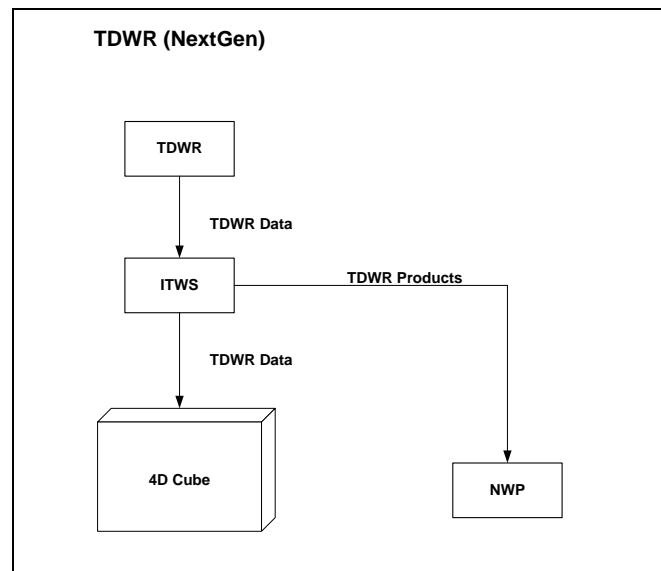 TDWR (NextGen)
TDWR
TDWR Data
ITWS
TDWR Products
TDWR Data
4D Cube
NWP